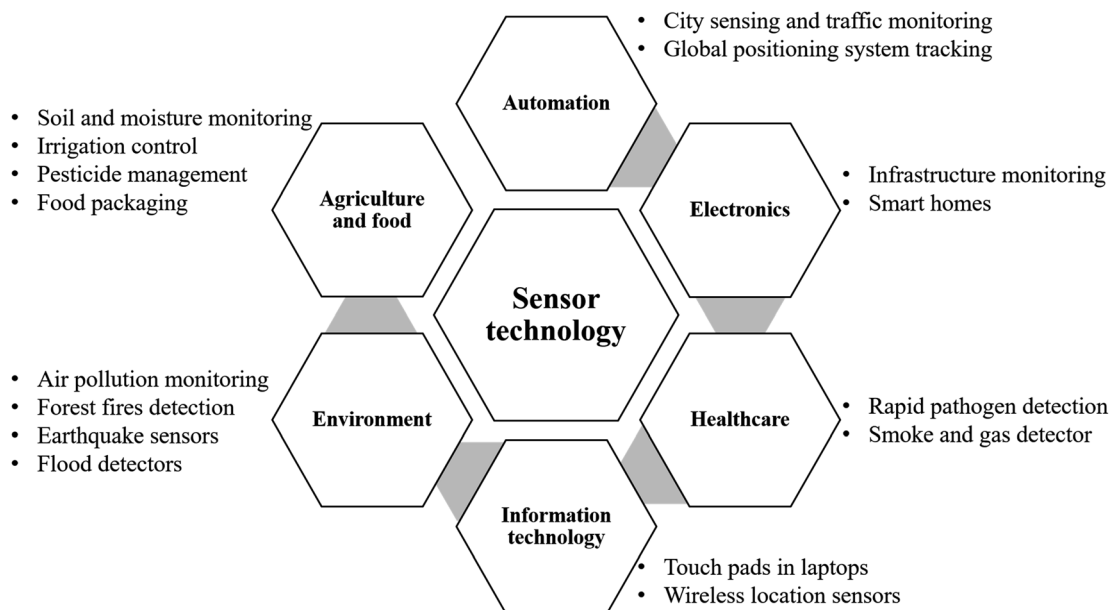 • City sensing and traffic monitoring
• Global positioning system tracking
Automation
• Soil and moisture monitoring
• Irrigation control
• Pesticide management
• Food packaging
Agriculture
and food
Electronics
• Infrastructure monitoring
• Smart homes
Sensor
technology
• Air pollution monitoring
• Forest fires detection
• Earthquake sensors
• Flood detectors
Environment
Healthcare
• Rapid pathogen detection
• Smoke and gas detector
Information
technology
• Touch pads in laptops
• Wireless location sensors